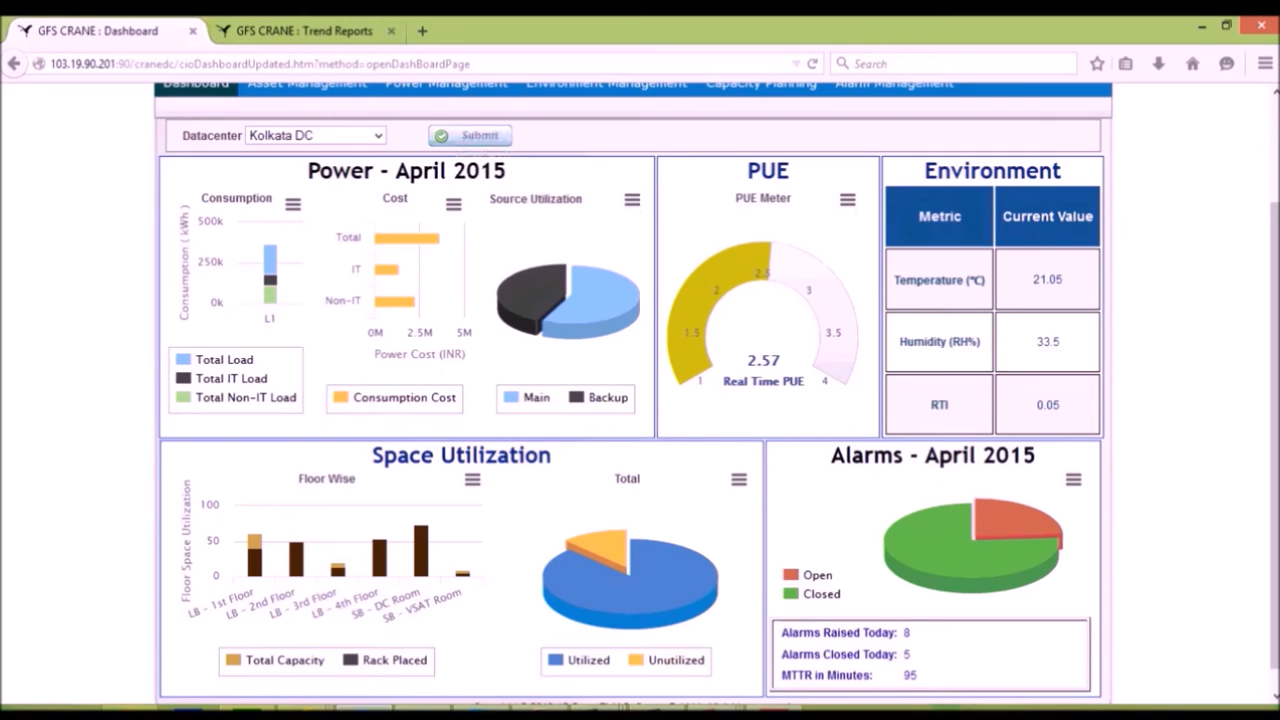 GFS CRANE : Dashboard
GFS CRANE : Trend Reports
103.19.90.201:90/cranedc/cioDashboardUpdated.htm?method=openDashBoardPage
Search
Dashboard Asset Management Power Management Environment Management Capacity Planning Alarm Management
Datacenter Kolkata DC Submit
Power - April 2015
Consumption
Consumption ( kWh )
500k
250k
0k
L1
Total Load
Total IT Load
Total Non-IT Load
Cost
Total
IT
Non-IT
0M 2.5M 5M
Power Cost (INR)
Consumption Cost
Source Utilization
Main Backup
PUE
PUE Meter
1 1.5 2 2.5 3 3.5 4
2.57
Real Time PUE
Environment
Metric Current Value
Temperature (℃) 21.05
Humidity (RH%) 33.5
RTI 0.05
Space Utilization
Floor Wise
Floor Space Utilization
100
50
0
LB - 1st Floor
LB - 2nd Floor
LB - 3rd Floor
LB - 4th Floor
SB - DC Room
SB - VSAT Room
Total Capacity Rack Placed
Total
Utilized Unutilized
Alarms - April 2015
Open
Closed
Alarms Raised Today: 8
Alarms Closed Today: 5
MTTR in Minutes: 95